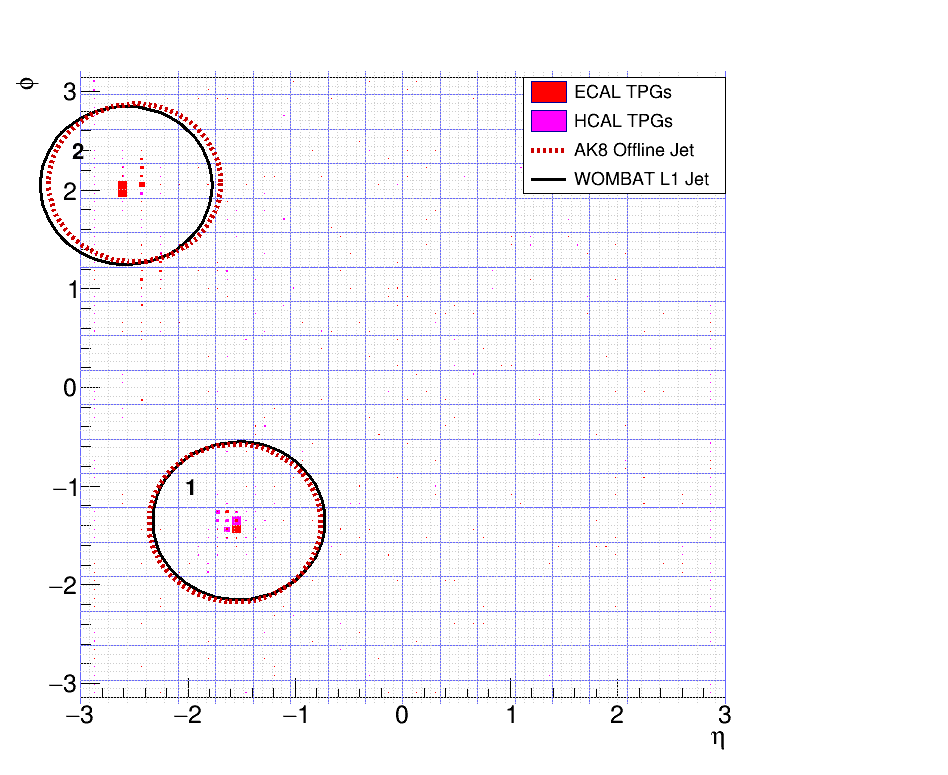 φ
3
2
1
0
−1
−2
−3
ECAL TPGs
HCAL TPGs
AK8 Offline Jet
WOMBAT L1 Jet
2
1
−3 −2 −1 0 1 2 3
η